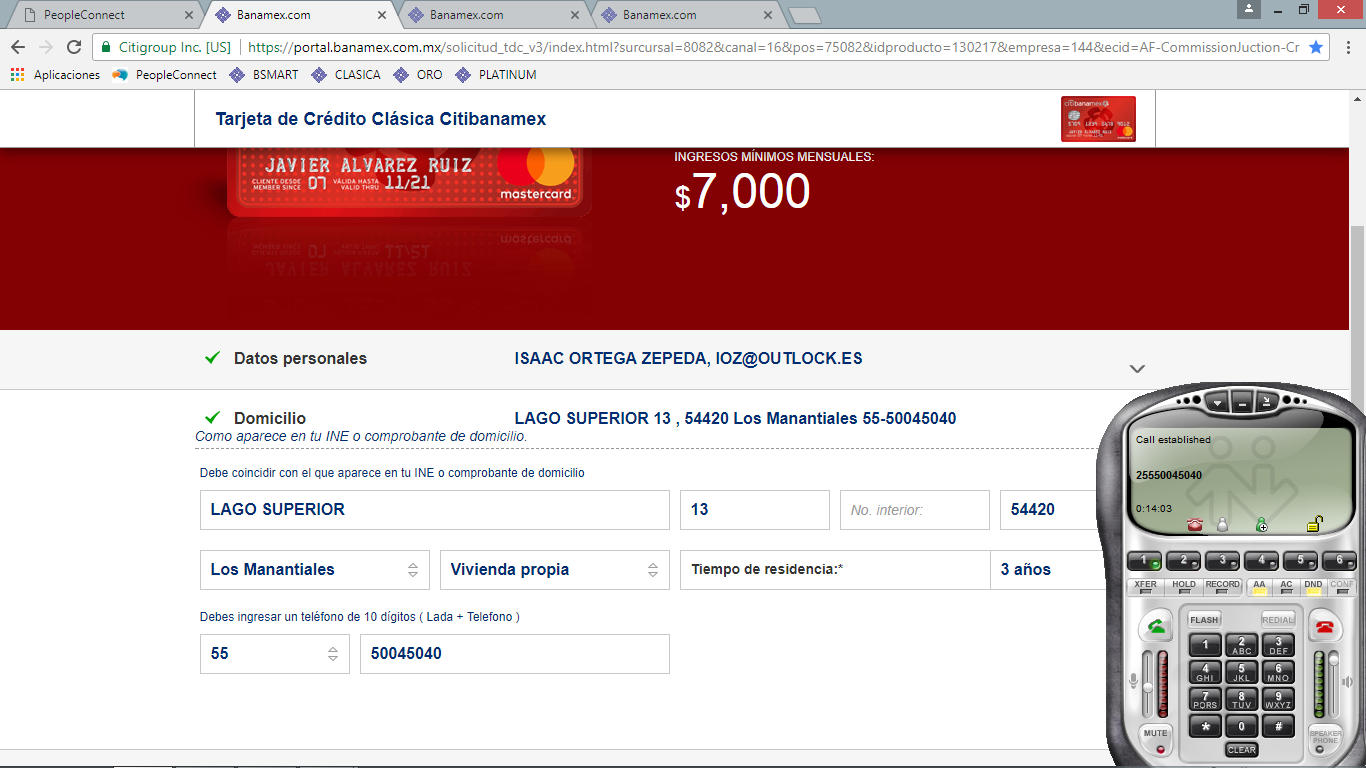 PeopleConnect
Banamex.com
Banamex.com
Banamex.com
Citigroup Inc. [US]
https://portal.banamex.com.mx/solicitud_tdc_v3/index.html?sursursal=8082&canal=16&pos=75082&idproducto=130217&empresa=144&ecid=AF-CommissionJuction-Cr
Aplicaciones PeopleConnect BSMART CLASICA ORO PLATINUM
Tarjeta de Crédito Clásica Citibanamex
citibanamex
JAVIER ALVAREZ RUIZ
CLIENTE DESDE
MEMBER SINCE
07
VÁLIDA HASTA
VALID THRU
11/21
mastercard
INGRESOS MÍNIMOS MENSUALES:
$7,000
Datos personales ISAAC ORTEGA ZEPEDA, IOZ@OUTLOCK.ES
Domicilio LAGO SUPERIOR 13 , 54420 Los Manantiales 55-50045040
Como aparece en tu INE o comprobante de domicilio.
Debe coincidir con el que aparece en tu INE o comprobante de domicilio
LAGO SUPERIOR 13 No. interior: 54420
Los Manantiales Vivienda propia Tiempo de residencia:* 3 años
Debes ingresar un teléfono de 10 dígitos ( Lada + Telefono )
55 50045040
Call established
25550045040
0:14:03
1 2 3 4 5 6
XFER HOLD RECORD AA AC DND CONF
FLASH REDIAL
1 2 ABC 3 DEF
4 GHI 5 JKL 6 MNO
7 PQRS 8 TUV 9 WXYZ
* 0 #
MUTE CLEAR SPEAKER PHONE